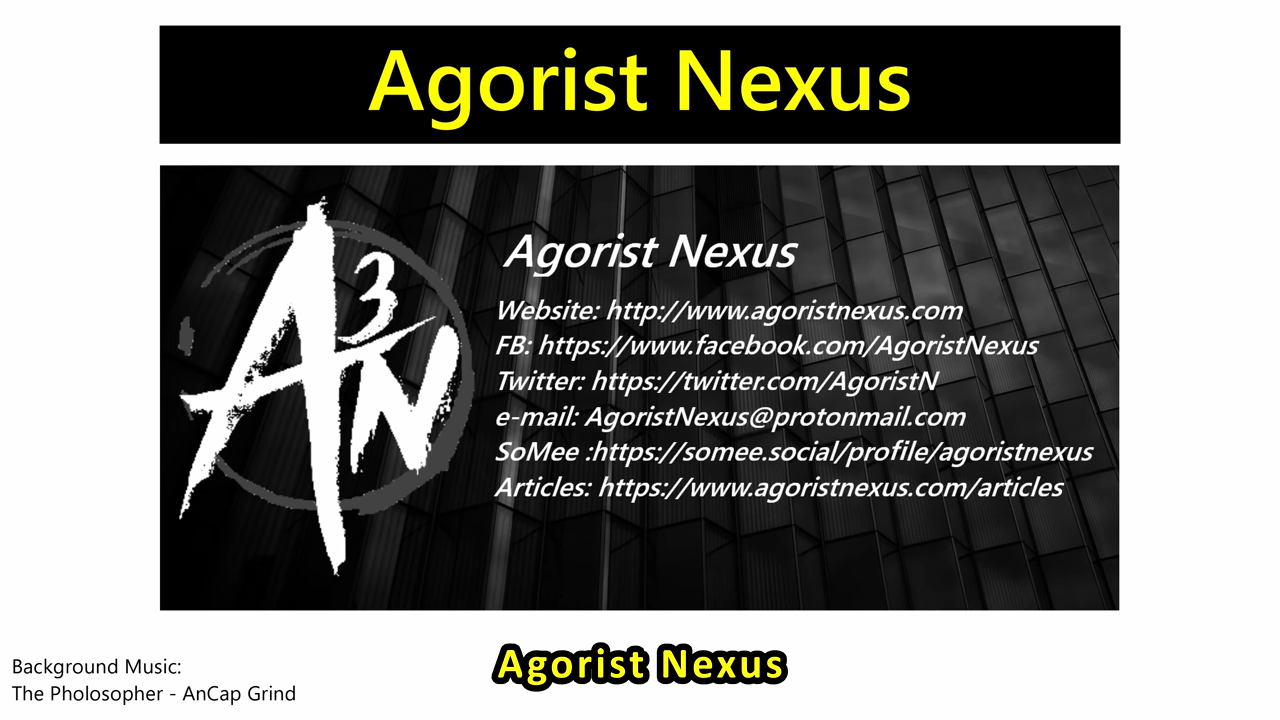 Agorist Nexus
A3N
Agorist Nexus
Website: http://www.agoristnexus.com
FB: https://www.facebook.com/AgoristNexus
Twitter: https://twitter.com/AgoristN
e-mail: AgoristNexus@protonmail.com
SoMee :https://somee.social/profile/agoristnexus
Articles: https://www.agoristnexus.com/articles
Agorist Nexus
Background Music:
The Pholosopher - AnCap Grind